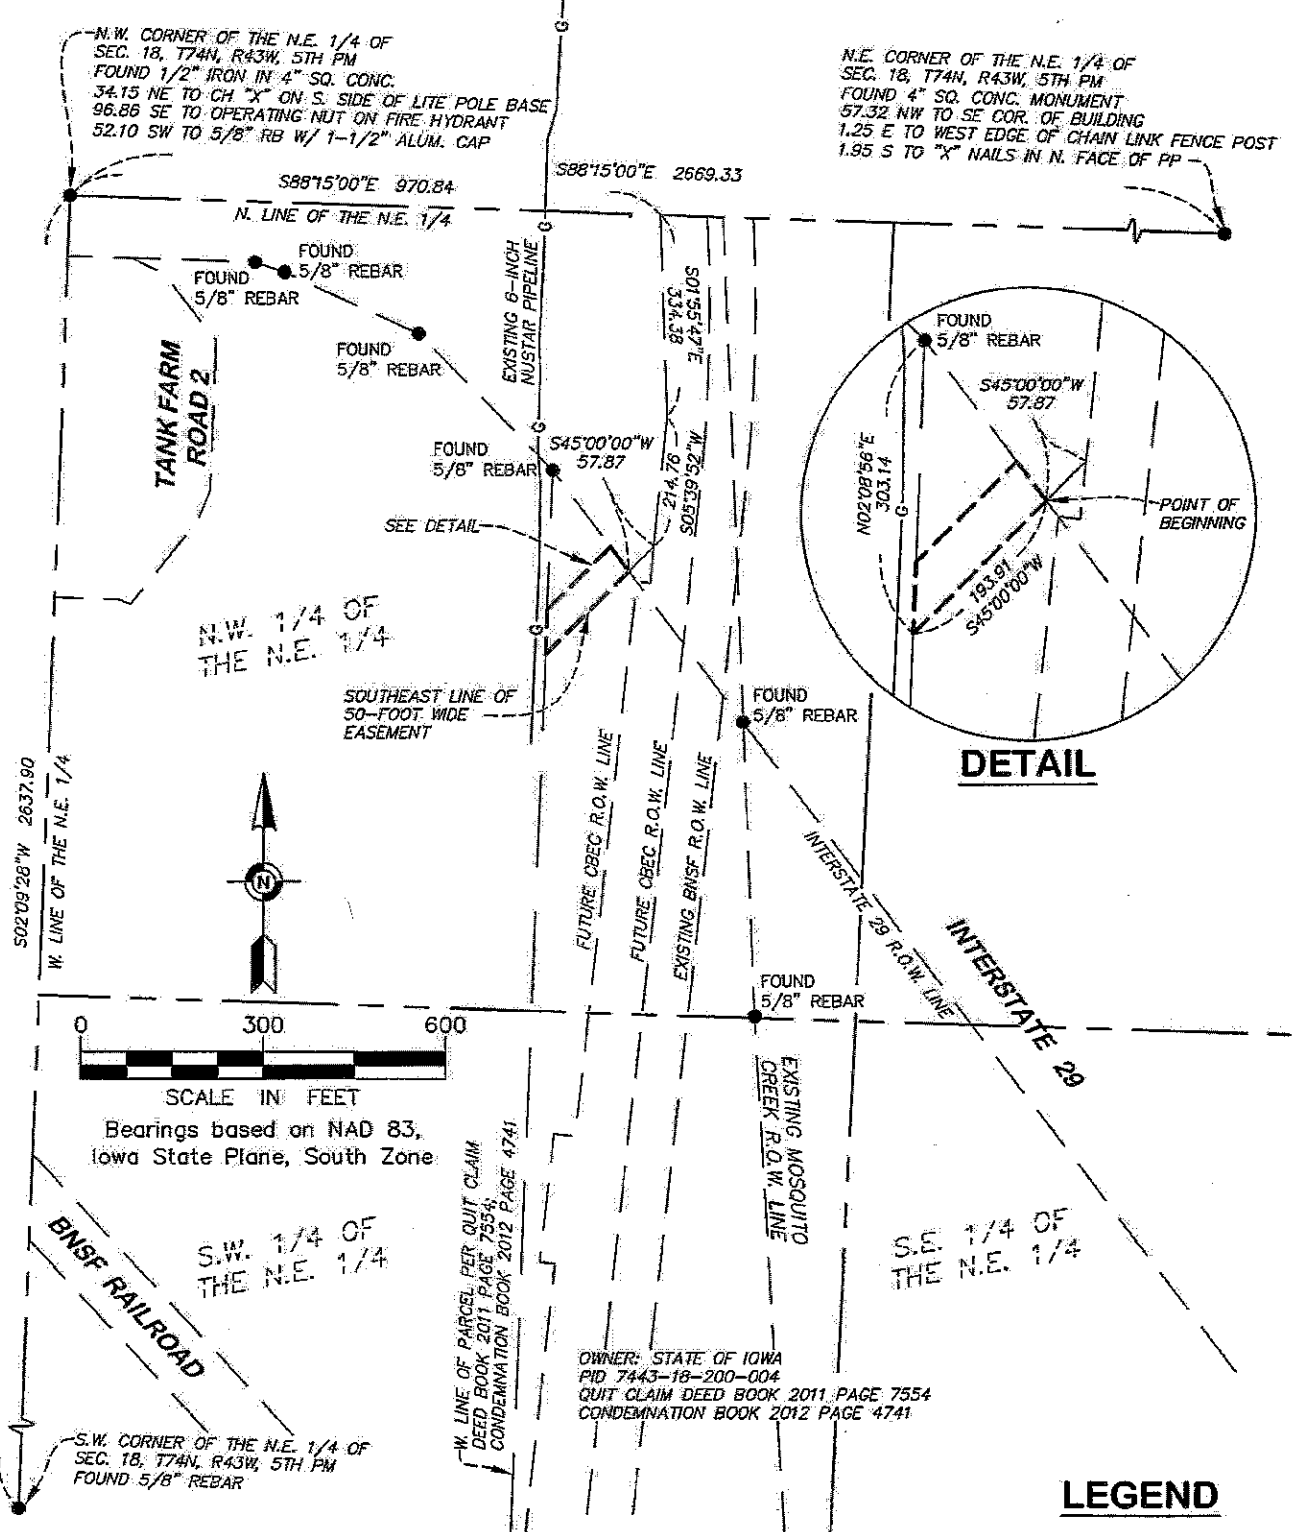 N.W. CORNER OF THE N.E. 1/4 OF
SEC. 18, T74N, R43W, 5TH PM
FOUND 1/2" IRON IN 4" SQ. CONC.
34.15 NE TO CH "X" ON S. SIDE OF LITE POLE BASE
96.86 SE TO OPERATING NUT ON FIRE HYDRANT
52.10 SW TO 5/8" RB W/ 1-1/2" ALUM. CAP
N.E. CORNER OF THE N.E. 1/4 OF
SEC. 18, T74N, R43W, 5TH PM
FOUND 4" SQ. CONC. MONUMENT
57.32 NW TO SE COR. OF BUILDING
1.25 E TO WEST EDGE OF CHAIN LINK FENCE POST
1.95 S TO "X" NAILS IN N. FACE OF PP
G
S88°15'00"E 970.84
S88°15'00"E 2669.33
N. LINE OF THE N.E. 1/4
G
FOUND
5/8" REBAR
FOUND
5/8" REBAR
FOUND
5/8" REBAR
EXISTING 6-INCH
NUSTAR PIPELINE
S01°55'47"E
334.38
TANK FARM
ROAD 2
G
FOUND
5/8" REBAR
S45°00'00"W
57.87
214.76
S05°39'52"W
SEE DETAIL
FOUND
5/8" REBAR
S45°00'00"W
57.87
N02°08'56"E
303.14
G
POINT OF
BEGINNING
193.91
S45°00'00"W
DETAIL
N.W. 1/4 OF
THE N.E. 1/4
G
SOUTHEAST LINE OF
50-FOOT WIDE
EASEMENT
FOUND
5/8" REBAR
S02°09'28"W 2637.90
W. LINE OF THE N.E. 1/4
N
FUTURE CBEC R.O.W. LINE
FUTURE CBEC R.O.W. LINE
EXISTING BNSF R.O.W. LINE
INTERSTATE 29 R.O.W. LINE
INTERSTATE 29
FOUND
5/8" REBAR
0 300 600
SCALE IN FEET
Bearings based on NAD 83,
Iowa State Plane, South Zone
EXISTING MOSQUITO
CREEK R.O.W. LINE
W. LINE OF PARCEL PER QUIT CLAIM
DEED BOOK 2011 PAGE 7554,
CONDEMNATION BOOK 2012 PAGE 4741
BNSF RAILROAD
S.W. 1/4 OF
THE N.E. 1/4
S.E. 1/4 OF
THE N.E. 1/4
OWNER: STATE OF IOWA
PID 7443-18-200-004
QUIT CLAIM DEED BOOK 2011 PAGE 7554
CONDEMNATION BOOK 2012 PAGE 4741
S.W. CORNER OF THE N.E. 1/4 OF
SEC. 18, T74N, R43W, 5TH PM
FOUND 5/8" REBAR
LEGEND